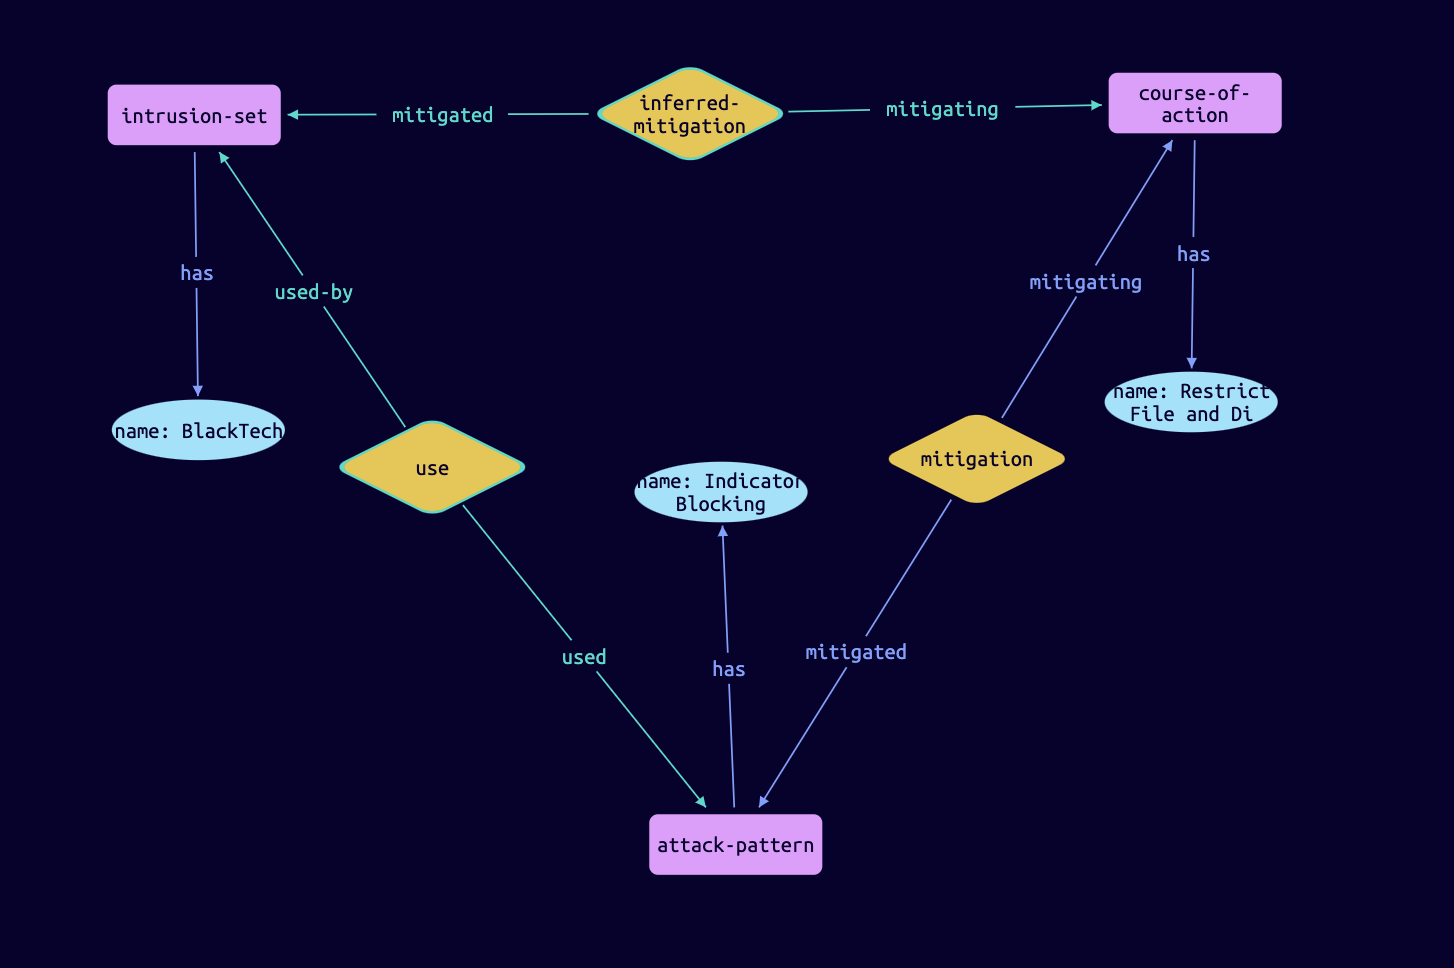 inferred-
mitigation
course-of-
action
intrusion-set
mitigated
mitigating
has
used-by
has
mitigating
name: BlackTech
name: Restrict
File and Di
use
mitigation
name: Indicator
Blocking
used
has
mitigated
attack-pattern